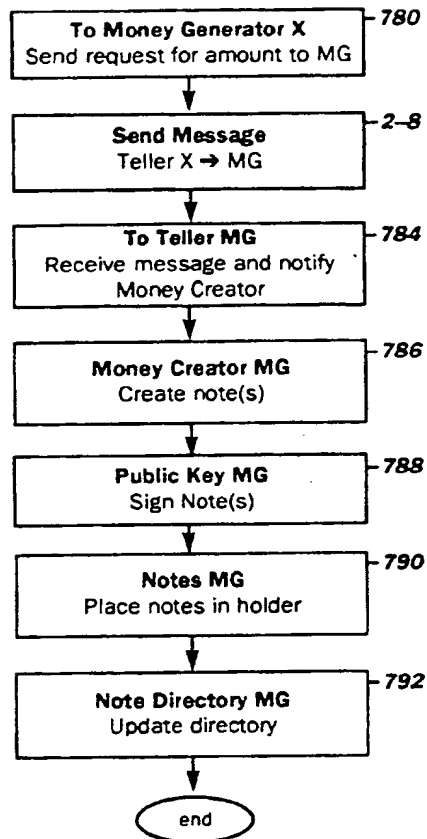 To Money Generator X
Send request for amount to MG
780
Send Message
Teller X → MG
2–8
To Teller MG
Receive message and notify
Money Creator
784
Money Creator MG
Create note(s)
786
Public Key MG
Sign Note(s)
788
Notes MG
Place notes in holder
790
Note Directory MG
Update directory
792
end